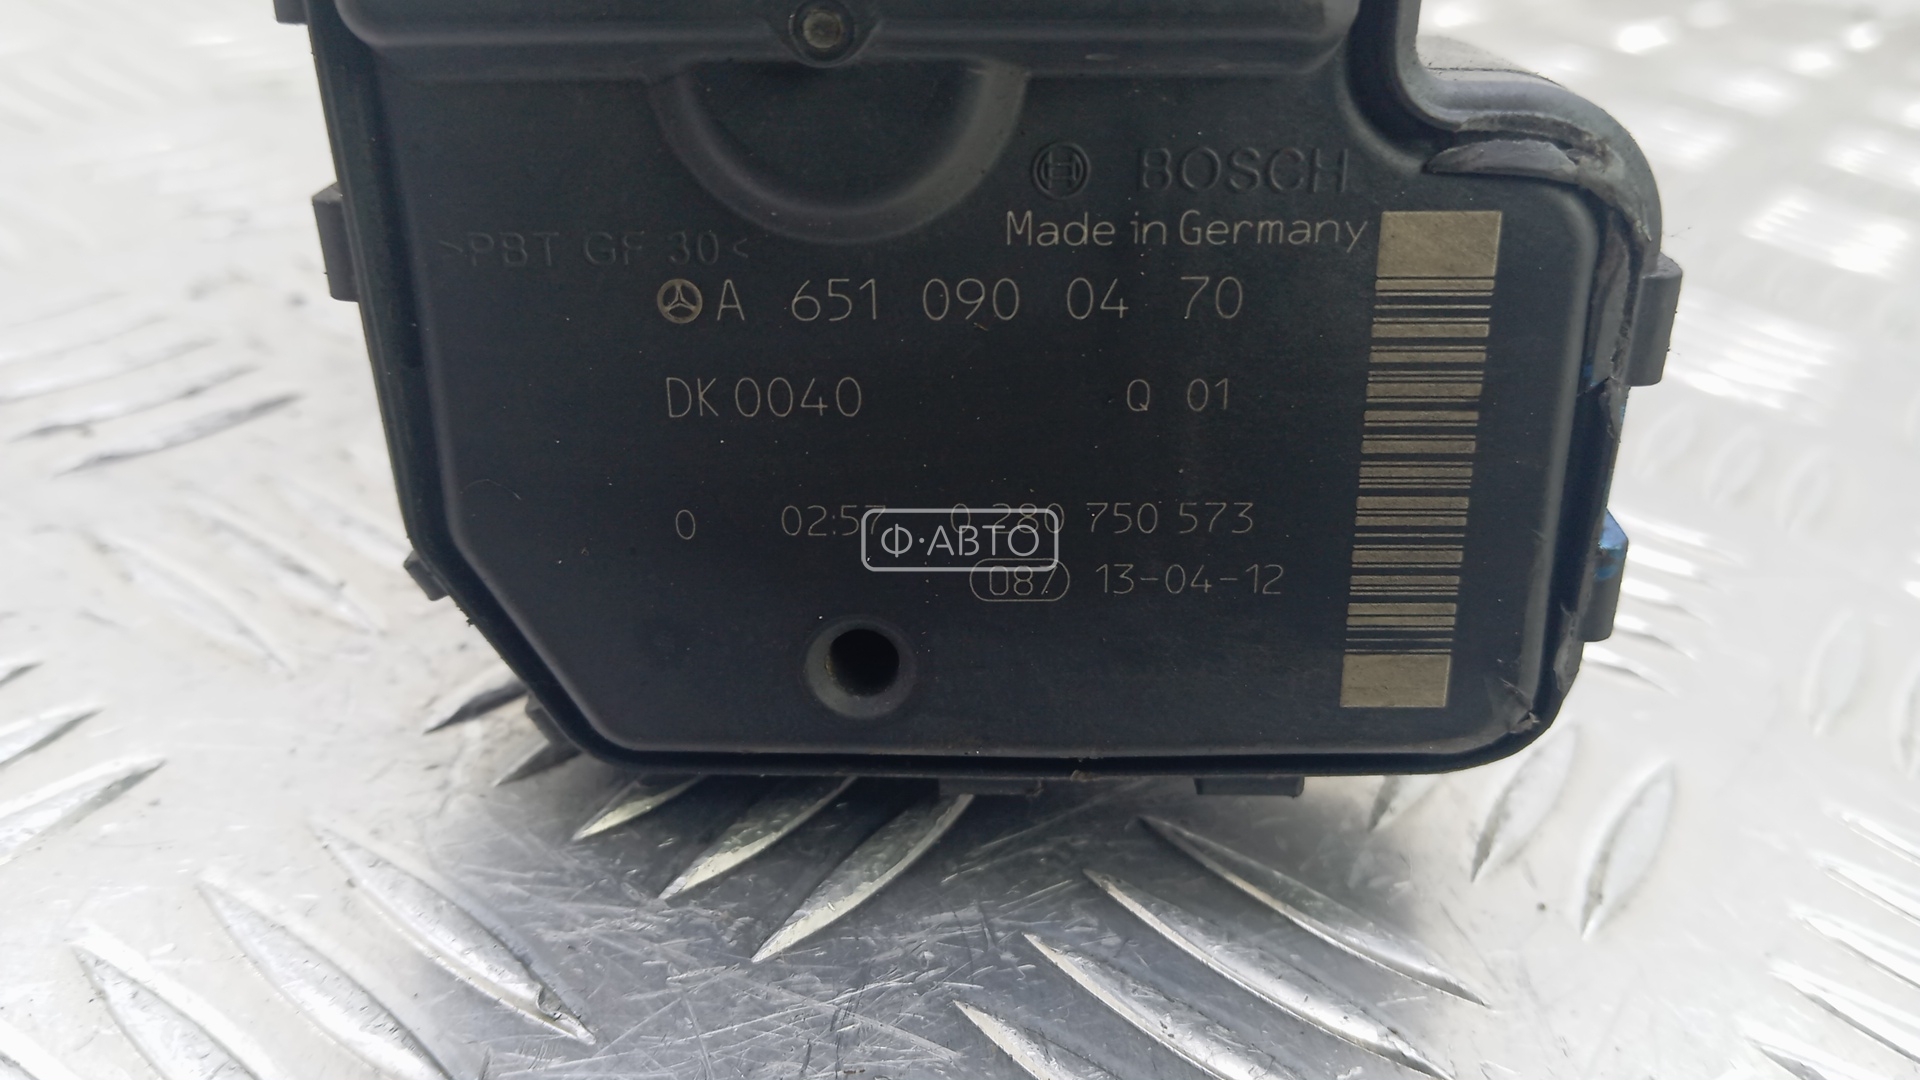 BOSCH
Made in Germany
>PBT GF 30<
A 651 090 04 70
DK 0040 Q 01
0 02:57 0 280 750 573
Ф·АВТО
087 13-04-12